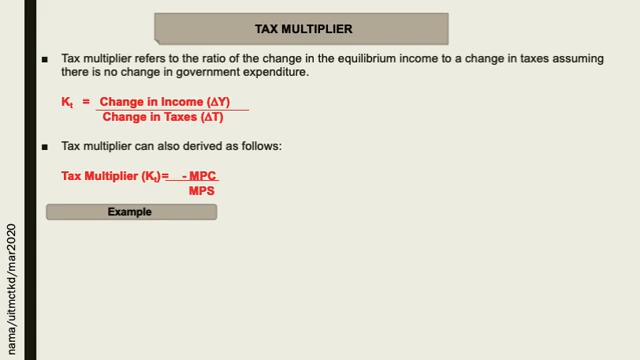 TAX MULTIPLIER
▪ Tax multiplier refers to the ratio of the change in the equilibrium income to a change in taxes assuming
there is no change in government expenditure.
Kt = Change in Income (ΔY)
Change in Taxes (ΔT)
▪ Tax multiplier can also derived as follows:
Tax Multiplier (Kt)= - MPC
MPS
Example
nama/uitmctkd/mar2020